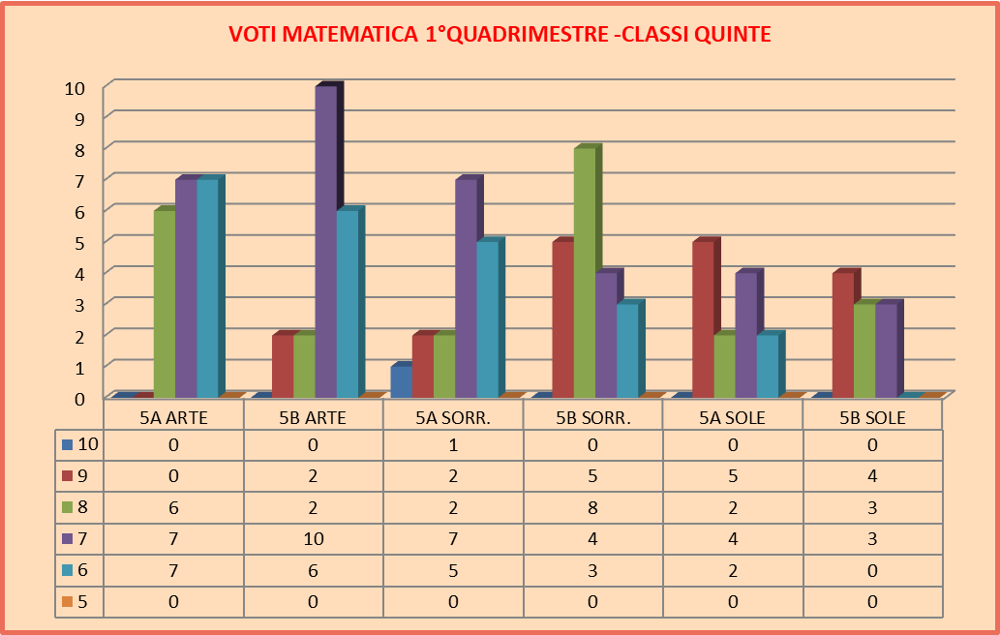 VOTI MATEMATICA 1°QUADRIMESTRE -CLASSI QUINTE
10
9
8
7
6
5
4
3
2
1
0
5A ARTE 5B ARTE 5A SORR. 5B SORR. 5A SOLE 5B SOLE
10 0 0 1 0 0 0
9 0 2 2 5 5 4
8 6 2 2 8 2 3
7 7 10 7 4 4 3
6 7 6 5 3 2 0
5 0 0 0 0 0 0